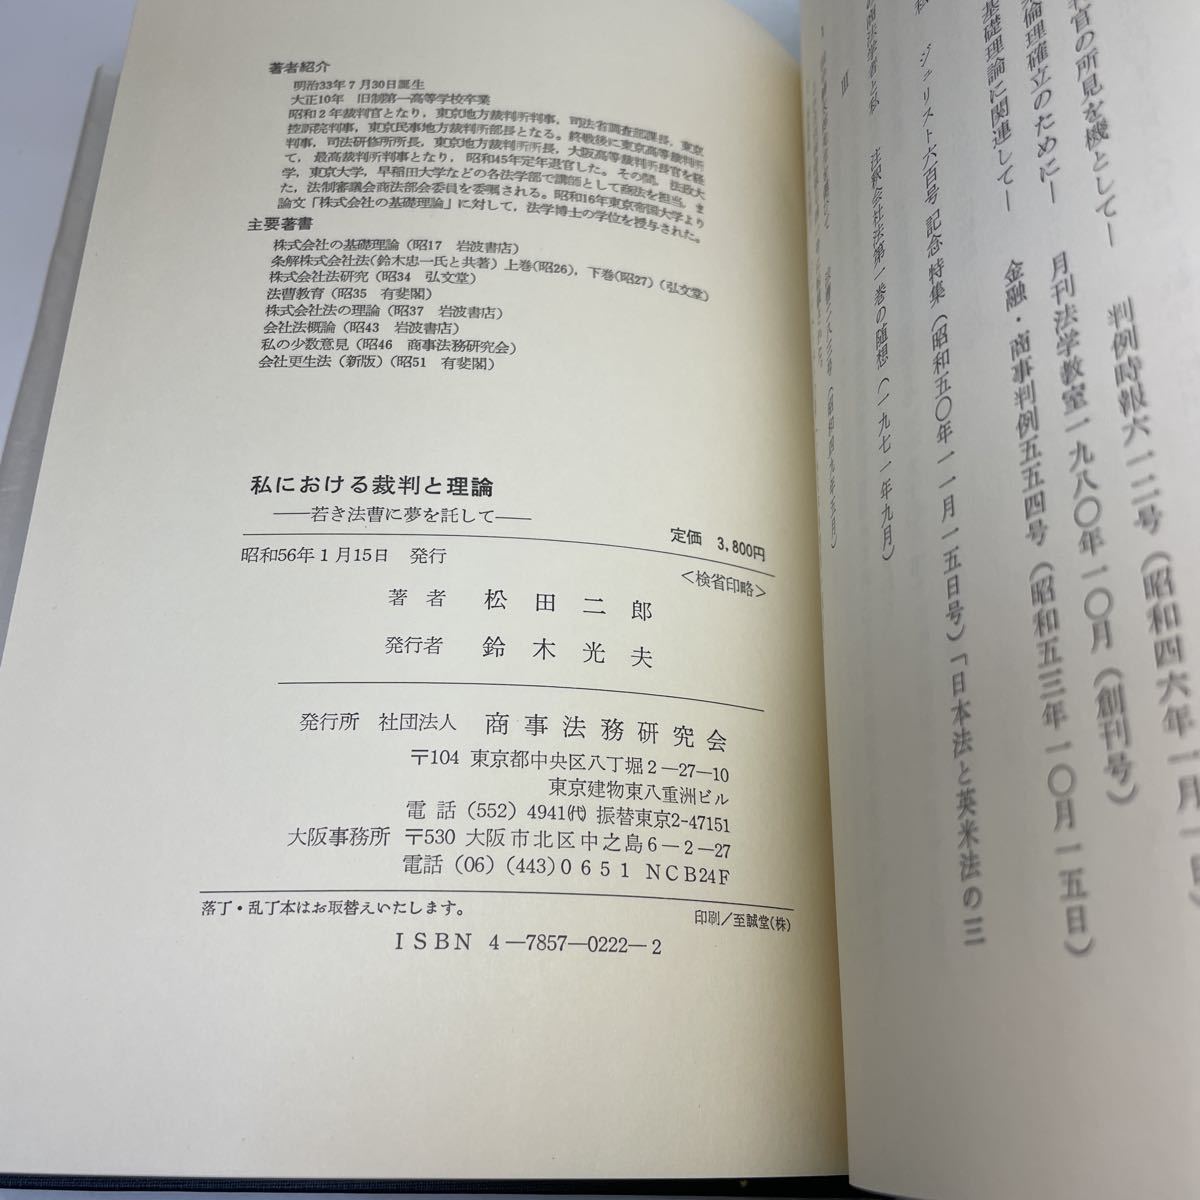 著者紹介
明治33年7月30日誕生
大正10年 旧制第一高等学校卒業
昭和2年裁判官となり，東京地方裁判所判事，司法省調査部課長，東京
控訴院判事，東京民事地方裁判所部長となる。終戦後に東京高等裁判所
判事，司法研修所所長，東京地方裁判所所長，大阪高等裁判所長官を経
て，最高裁判所判事となり，昭和45年定年退官した。その間，法政大
学，東京大学，早稲田大学などの各法学部で講師として商法を担当，ま
た，法制審議会商法部会委員を委嘱される。昭和16年東京帝国大学より
論文「株式会社の基礎理論」に対して，法学博士の学位を授与された。
主要著書
株式会社の基礎理論（昭17 岩波書店）
条解株式会社法（鈴木忠一氏と共著）上巻（昭26），下巻（昭27）（弘文堂）
株式会社法研究（昭34 弘文堂）
法曹教育（昭35 有斐閣）
株式会社法の理論（昭37 岩波書店）
会社法概論（昭43 岩波書店）
私の少数意見（昭46 商事法務研究会）
会社更生法（新版）（昭51 有斐閣）
私における裁判と理論
――若き法曹に夢を託して――
定価 3,800円
昭和56年1月15日 発行
＜検省印略＞
著者 松田二郎
発行者 鈴木光夫
発行所 社団法人 商事法務研究会
〒104 東京都中央区八丁堀2―27―10
東京建物東八重洲ビル
電話 (552) 4941㈹ 振替東京2-47151
大阪事務所 〒530 大阪市北区中之島6－2－27
電話 (06) (443) 0651 NCB24F
落丁・乱丁本はお取替えいたします。
印刷／至誠堂(株)
ISBN 4―7857―0222―2
官の所見を機として―
判例時報六一二号（昭和四六年一月一日）
倫理確立のために―
月刊法学教室一九八〇年一〇月（創刊号）
基礎理論に関連して―
金融・商事判例五五四号（昭和五三年一〇月一五日）
ジュリスト六百号記念特集（昭和五〇年一一月一五日号）「日本法と英米法の三
商法学者と私
注釈会社法第一巻の随想（一九七一年九月）
Ⅲ